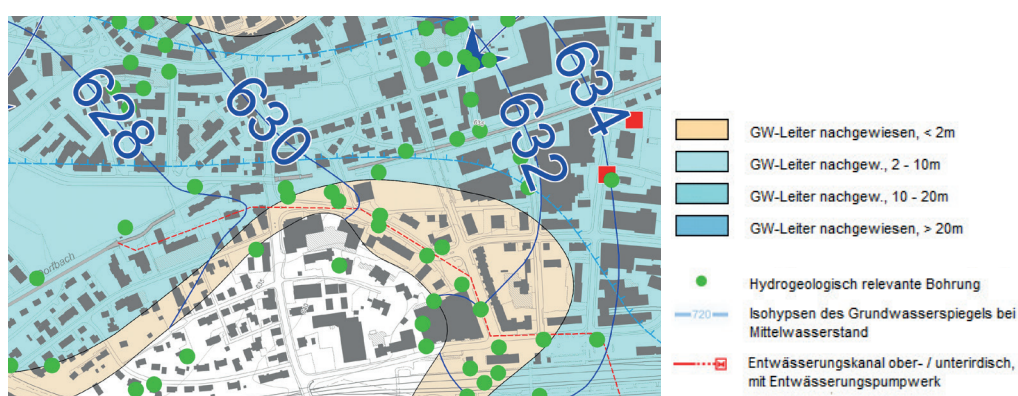 628
630
632
634
orfbach
GW-Leiter nachgewiesen, < 2m
GW-Leiter nachgew., 2 - 10m
GW-Leiter nachgew., 10 - 20m
GW-Leiter nachgewiesen, > 20m
Hydrogeologisch relevante Bohrung
720
Isohypsen des Grundwasserspiegels bei
Mittelwasserstand
Entwässerungskanal ober- / unterirdisch,
mit Entwässerungspumpwerk